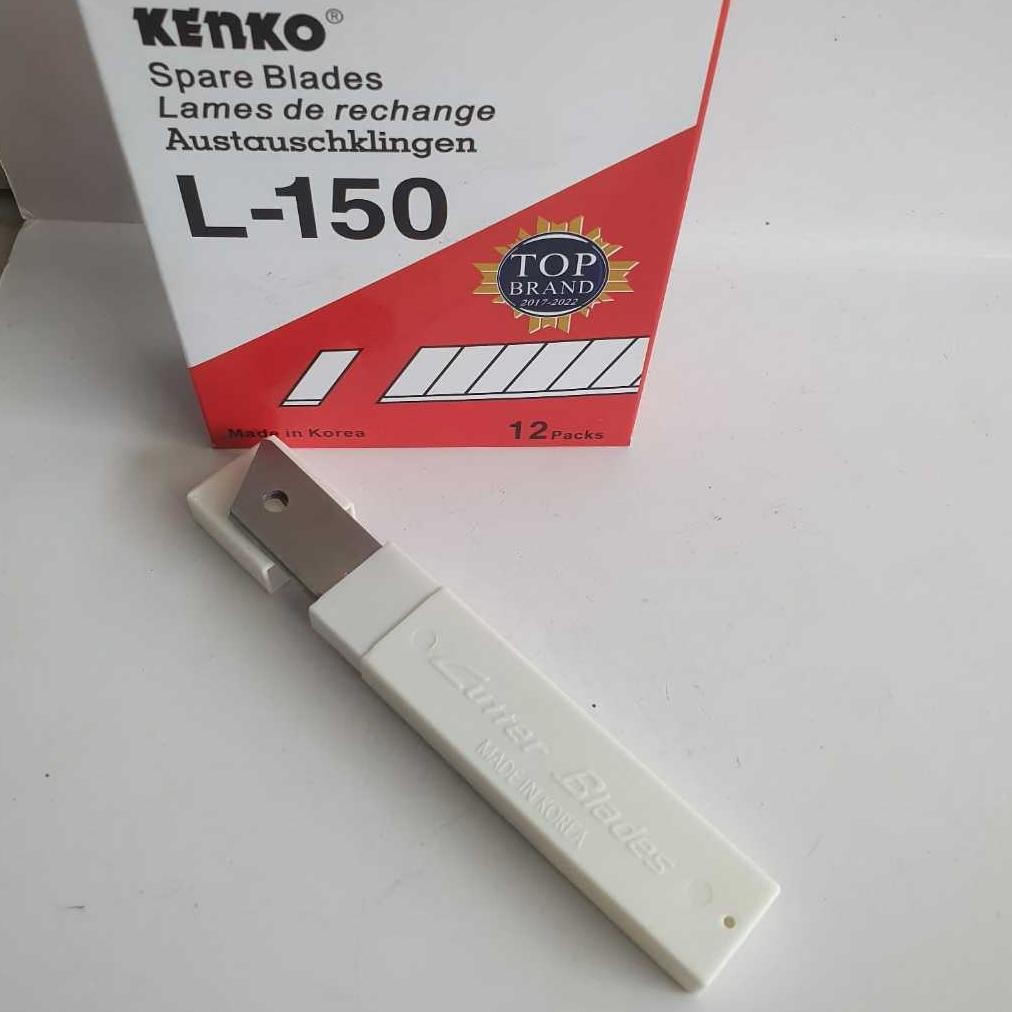 KENKO®
Spare Blades
Lames de rechange
Austauschklingen
L-150
TOP
BRAND
2017-2022
Made in Korea
12 Packs
Cutter Blades
MADE IN KOREA